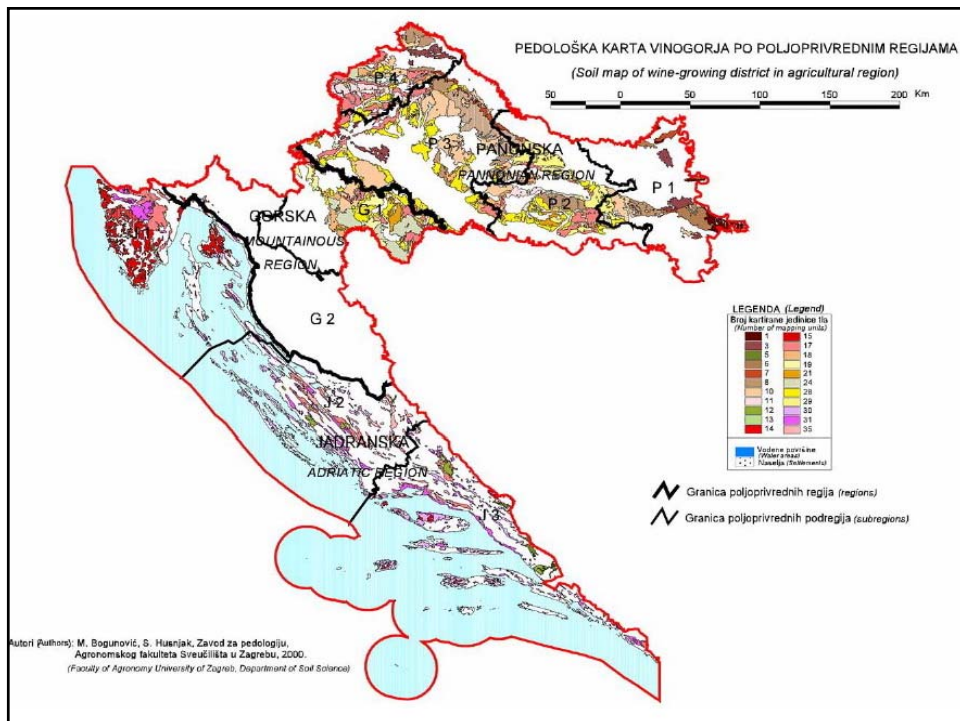 PEDOLOŠKA KARTA VINOGORJA PO POLJOPRIVREDNIM REGIJAMA
(Soil map of wine-growing district in agricultural region)
50 0 50 100 150 200 Km
P 4
P 3
PANONSKA
PANNONIAN REGION
P 1
P 2
G 1
GORSKA
MOUNTAINOUS
REGION
G 2
J 1
J 2
JADRANSKA
ADRIATIC REGION
J 3
LEGENDA (Legend)
Broj kartirane jedinice tla
(Number of mapping units)
1 15
3 17
5 18
6 19
7 21
8 24
10 28
11 29
12 30
13 31
14 35
Vodene površine
(Water areas)
Naselja (Settlements)
Granica poljoprivrednih regija (regions)
Granica poljoprivrednih podregija (subregions)
Autori (Authors): M. Bogunović, S. Husnjak, Zavod za pedologiju,
Agronomskog fakulteta Sveučilišta u Zagrebu, 2000.
(Faculty of Agronomy University of Zagreb, Department of Soil Science)